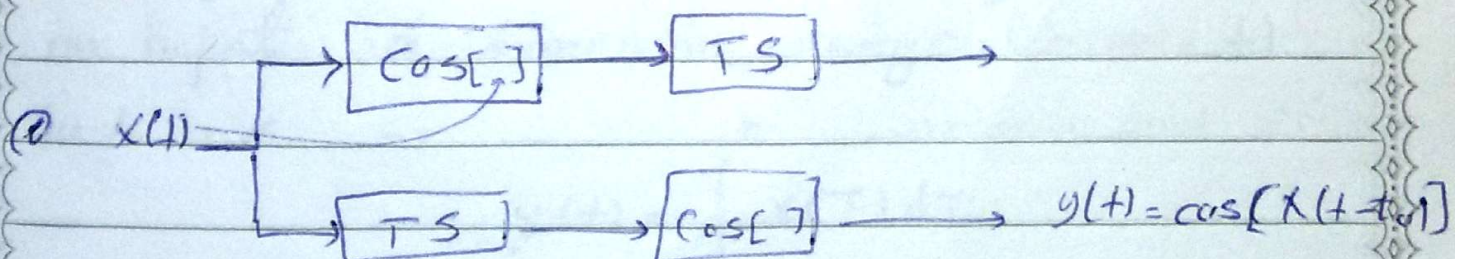 Cos[ ] TS
x(t)
TS Cos[ ] y(t) = cos[x(t-t₀)]